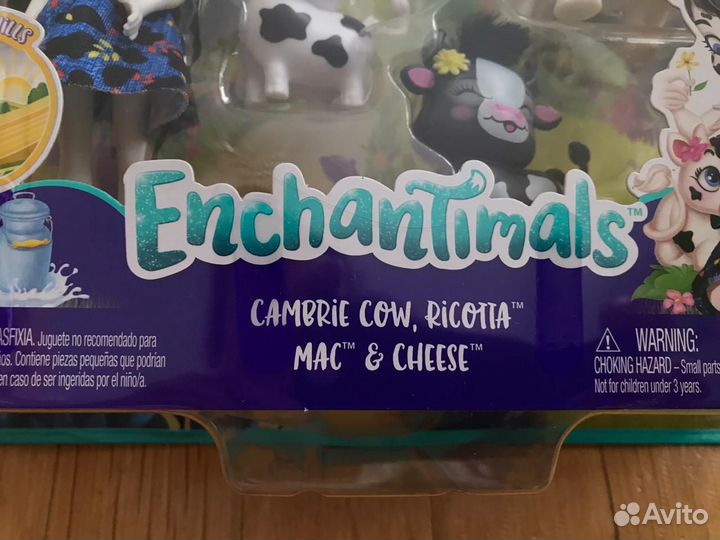 ILLS
Enchantimals™
CAMBRIE COW, RICOTTA™
MAC™ & CHEESE™
ASFIXIA. Juguete no recomendado para
ños. Contiene piezas pequeñas que podrían
en caso de ser ingeridas por el niño/a.
WARNING:
CHOKING HAZARD – Small parts
Not for children under 3 years.
Avito